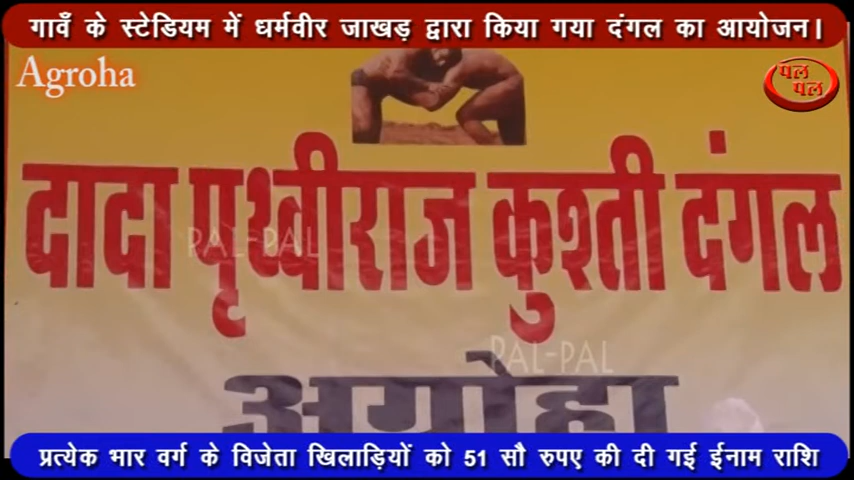 गावँ के स्टेडियम में धर्मवीर जाखड़ द्वारा किया गया दंगल का आयोजन।
Agroha
पल
पल
दादा पृथ्वीराज कुश्ती दंगल
PAL-PAL
PAL-PAL
अग्रोहा
प्रत्येक भार वर्ग के विजेता खिलाड़ियों को 51 सौ रुपए की दी गई ईनाम राशि